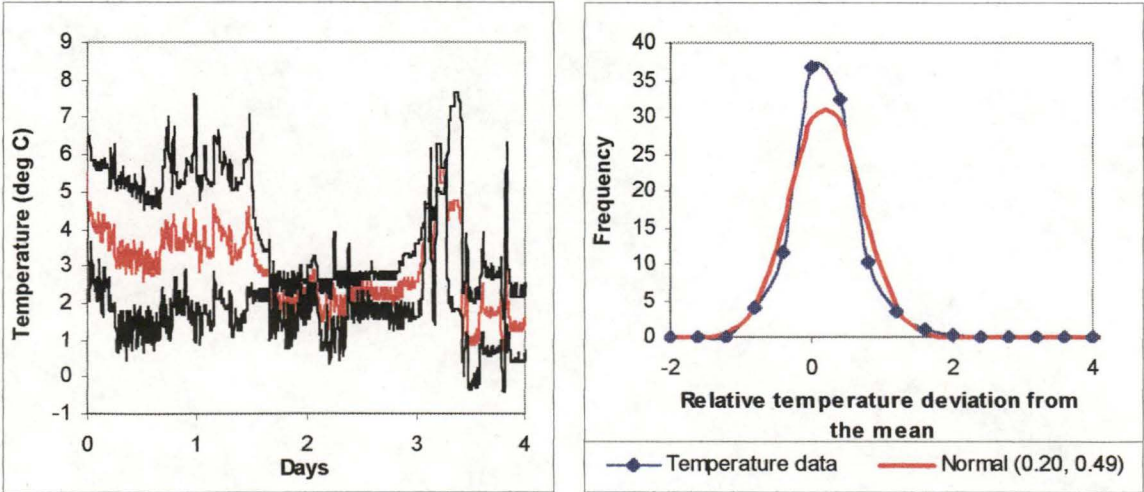 9
8
7
6
5
4
3
2
1
0
-1
Temperature (deg C)
0 1 2 3 4
Days
40
35
30
25
20
15
10
5
0
Frequency
-2 0 2 4
Relative temperature deviation from
the mean
Temperature data Normal (0.20, 0.49)